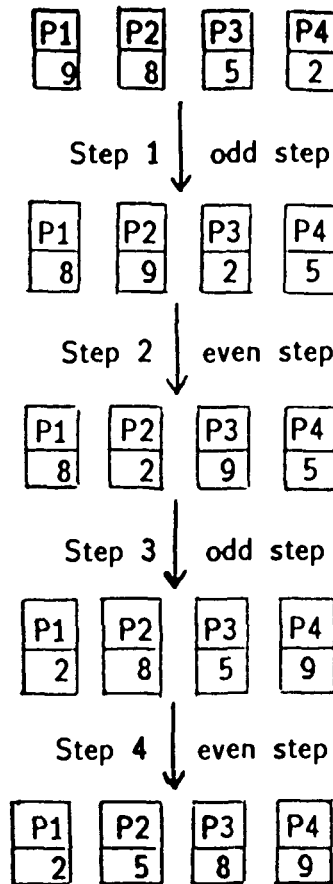 P1 P2 P3 P4
9 8 5 2
Step 1 odd step
P1 P2 P3 P4
8 9 2 5
Step 2 even step
P1 P2 P3 P4
8 2 9 5
Step 3 odd step
P1 P2 P3 P4
2 8 5 9
Step 4 even step
P1 P2 P3 P4
2 5 8 9